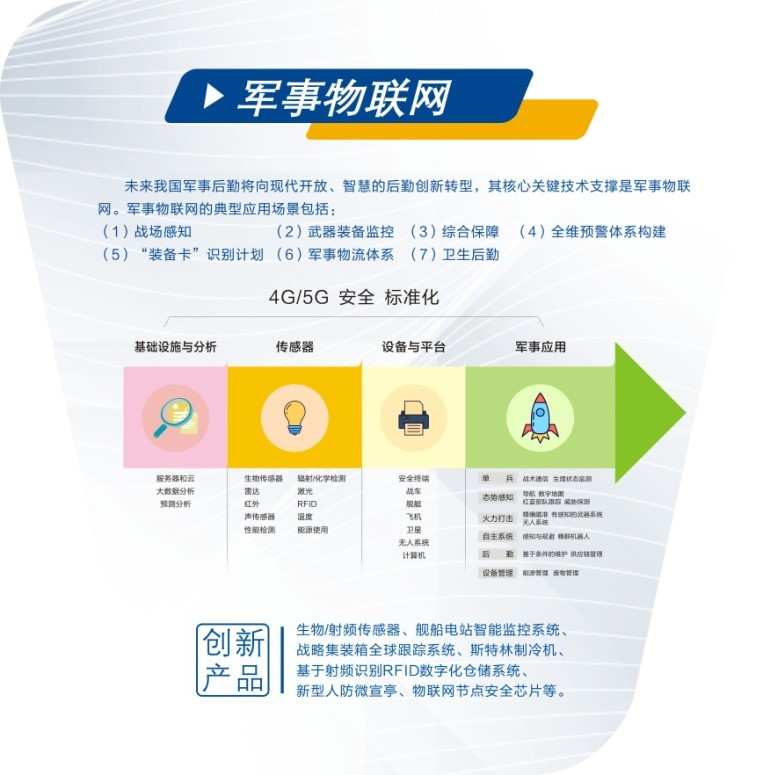 军事物联网
未来我国军事后勤将向现代开放、智慧的后勤创新转型，其核心关键技术支撑是军事物联
网。军事物联网的典型应用场景包括：
（1）战场感知 （2）武器装备监控 （3）综合保障 （4）全维预警体系构建
（5）“装备卡”识别计划 （6）军事物流体系 （7）卫生后勤
4G/5G 安全 标准化
基础设施与分析 传感器 设备与平台 军事应用
服务器和云
大数据分析
预测分析
生物传感器 辐射/化学检测
雷达 激光
红外 RFID
声传感器 温度
性能检测 能源使用
安全终端
战车
舰艇
飞机
卫星
无人系统
计算机
单兵 战术通信 生理状态监测
态势感知 导航 数字地图
红蓝部队跟踪 威胁探测
火力打击 精确瞄准 有感知的武器系统
无人系统
自主系统 感知与规避 蜂群机器人
后勤 基于条件的维护 供应链管理
设备管理 能源管理 废物管理
创新
产品
生物/射频传感器、舰船电站智能监控系统、
战略集装箱全球跟踪系统、斯特林制冷机、
基于射频识别RFID数字化仓储系统、
新型人防微宣亭、物联网节点安全芯片等。